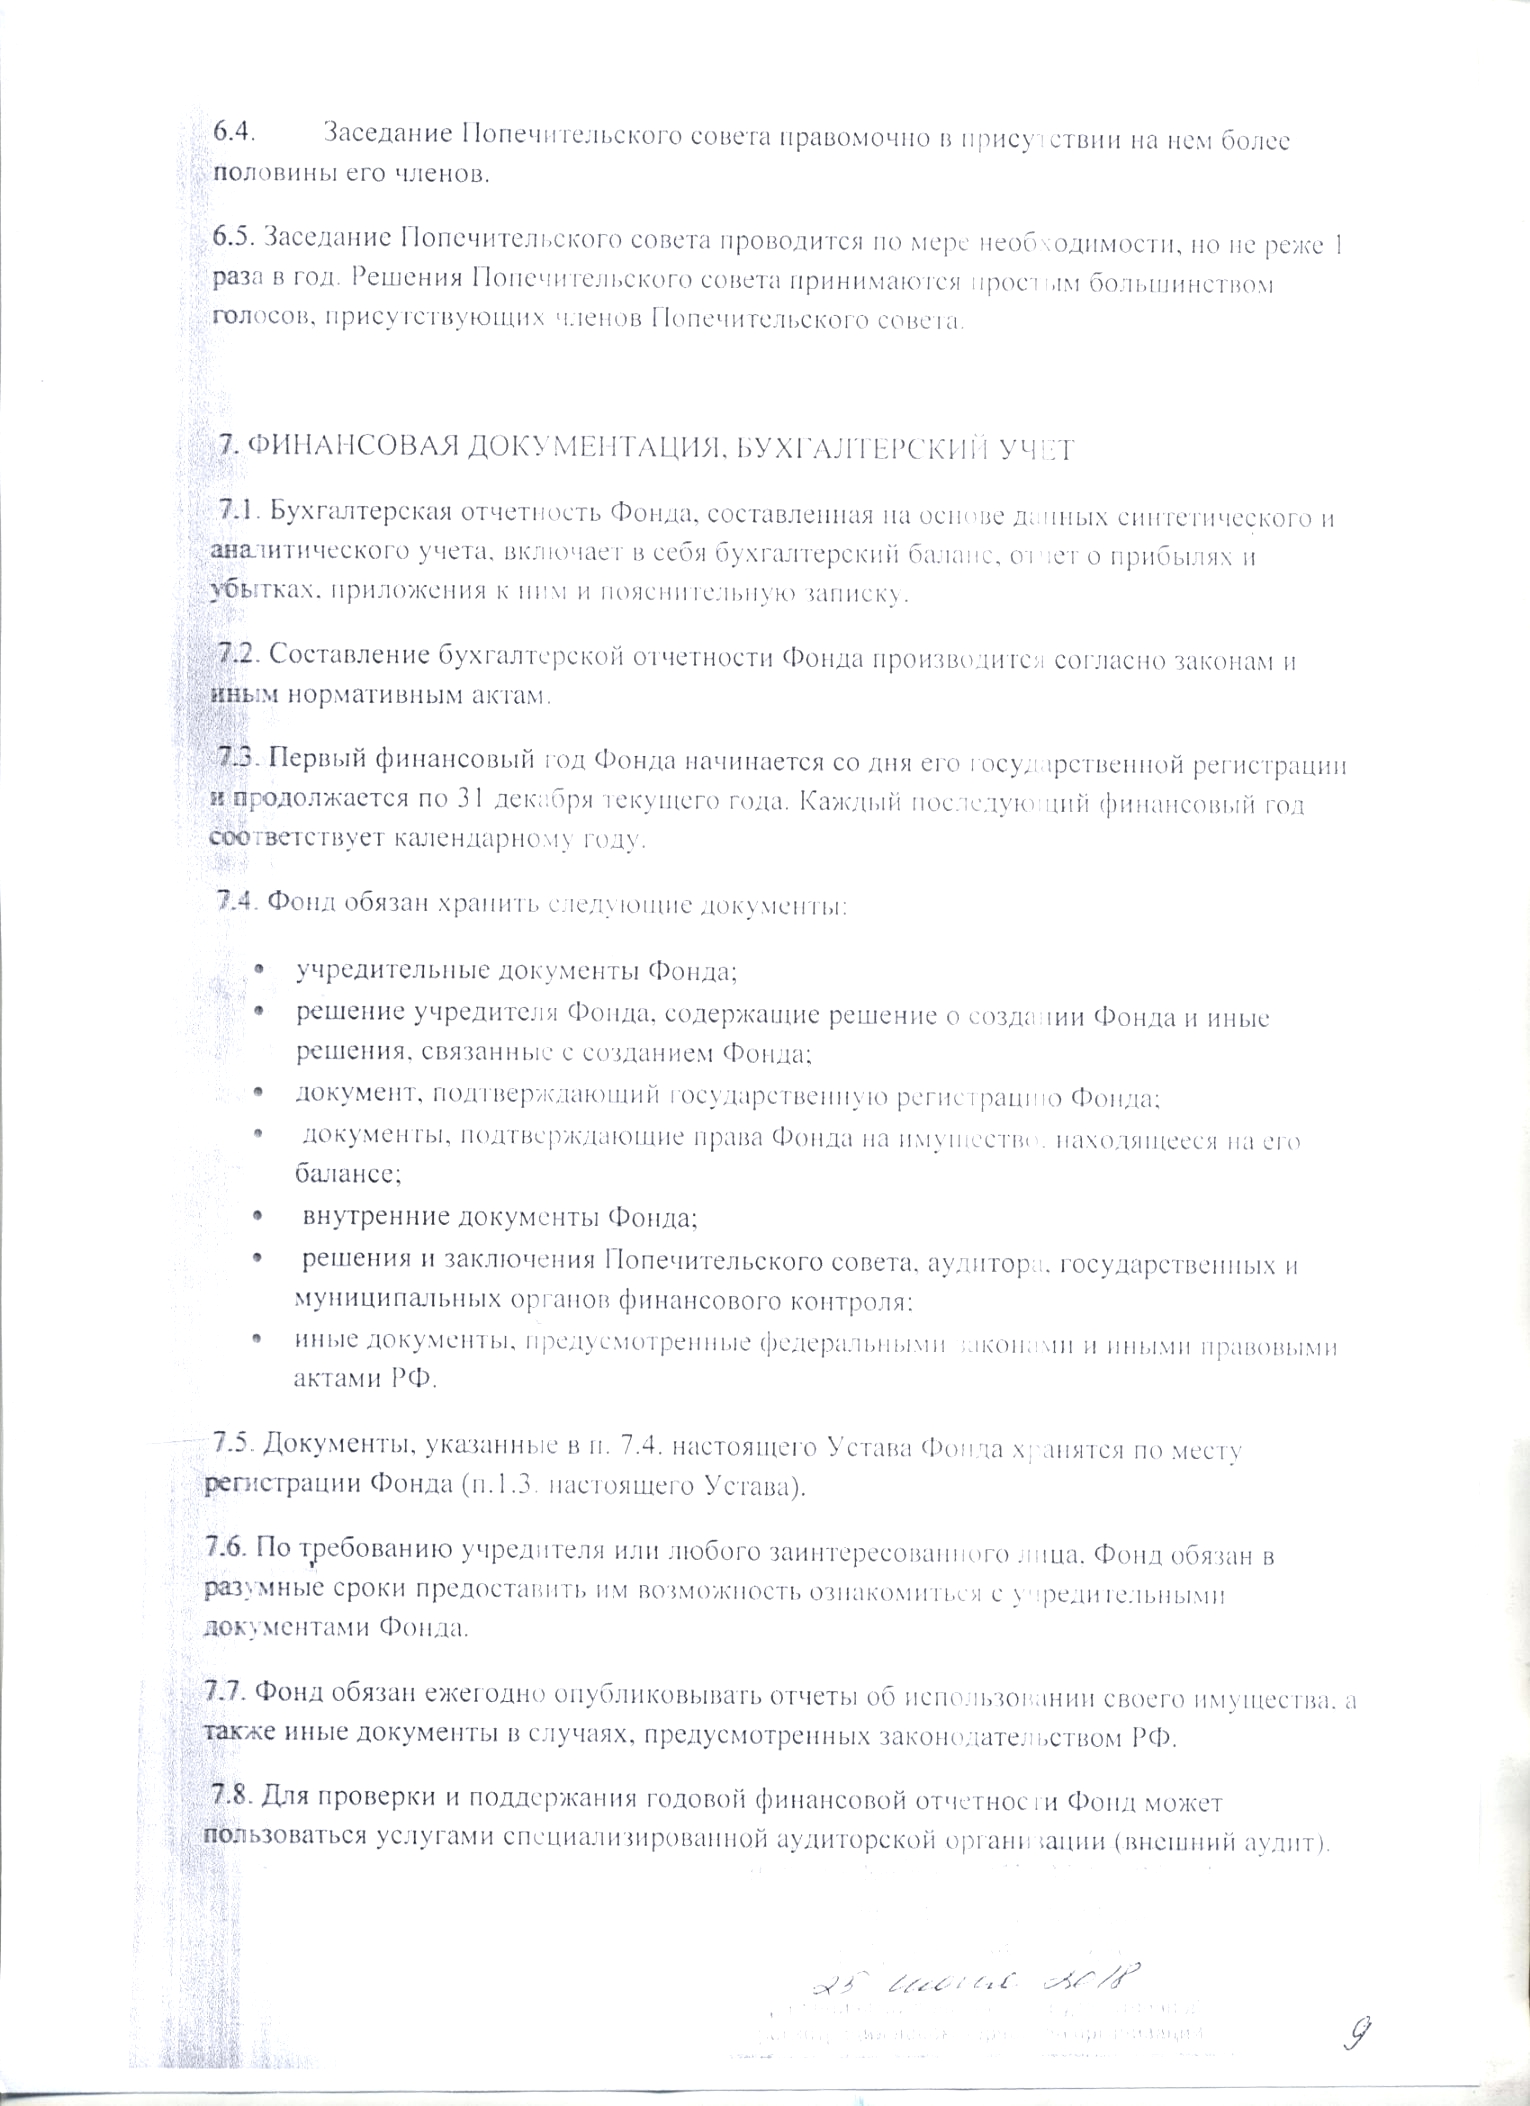 6.4. Заседание Попечительского совета правомочно в присутствии на нем более
половины его членов.
6.5. Заседание Попечительского совета проводится по мере необходимости, но не реже 1
раза в год. Решения Попечительского совета принимаются простым большинством
голосов, присутствующих членов Попечительского совета.
7. ФИНАНСОВАЯ ДОКУМЕНТАЦИЯ, БУХГАЛТЕРСКИЙ УЧЕТ
7.1. Бухгалтерская отчетность Фонда, составленная на основе данных синтетического и
аналитического учета, включает в себя бухгалтерский баланс, отчет о прибылях и
убытках, приложения к ним и пояснительную записку.
7.2. Составление бухгалтерской отчетности Фонда производится согласно законам и
иным нормативным актам.
7.3. Первый финансовый год Фонда начинается со дня его государственной регистрации
и продолжается по 31 декабря текущего года. Каждый последующий финансовый год
соответствует календарному году.
7.4. Фонд обязан хранить следующие документы:
• учредительные документы Фонда;
• решение учредителя Фонда, содержащие решение о создании Фонда и иные
решения, связанные с созданием Фонда;
• документ, подтверждающий государственную регистрацию Фонда;
• документы, подтверждающие права Фонда на имущество, находящееся на его
балансе;
• внутренние документы Фонда;
• решения и заключения Попечительского совета, аудитора, государственных и
муниципальных органов финансового контроля;
• иные документы, предусмотренные федеральными законами и иными правовыми
актами РФ.
7.5. Документы, указанные в п. 7.4. настоящего Устава Фонда хранятся по месту
регистрации Фонда (п.1.3. настоящего Устава).
7.6. По требованию учредителя или любого заинтересованного лица, Фонд обязан в
разумные сроки предоставить им возможность ознакомиться с учредительными
документами Фонда.
7.7. Фонд обязан ежегодно опубликовывать отчеты об использовании своего имущества, а
также иные документы в случаях, предусмотренных законодательством РФ.
7.8. Для проверки и поддержания годовой финансовой отчетности Фонд может
пользоваться услугами специализированной аудиторской организации (внешний аудит).
25 2018
9